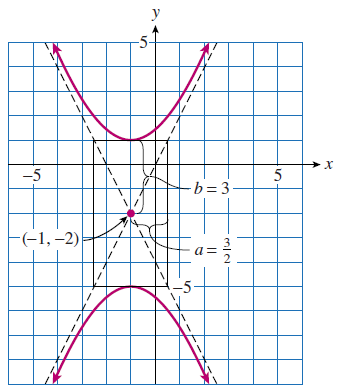 y
5
x
−5
5
b = 3
(−1, −2)
a = 3/2
−5